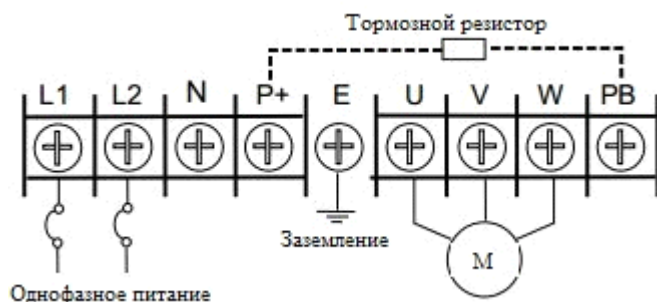 Тормозной резистор
L1 L2 N P+ E U V W PB
Заземление
М
Однофазное питание